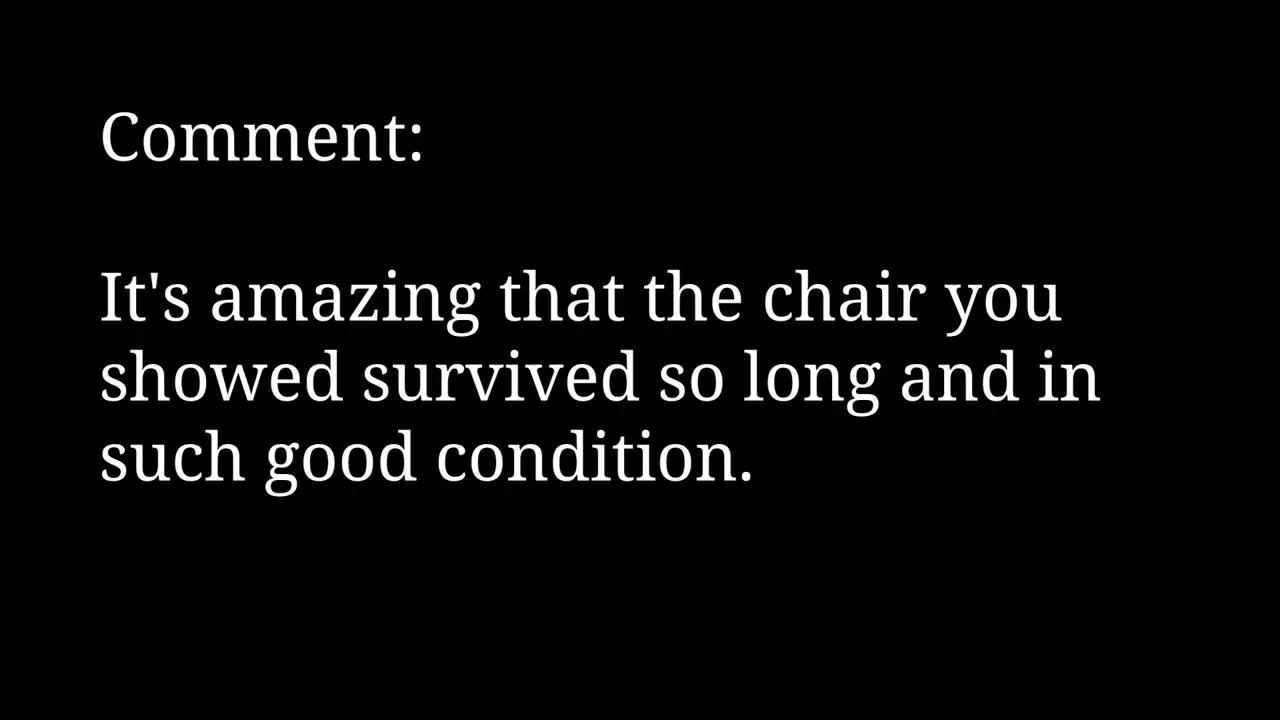 Comment:
It's amazing that the chair you
showed survived so long and in
such good condition.